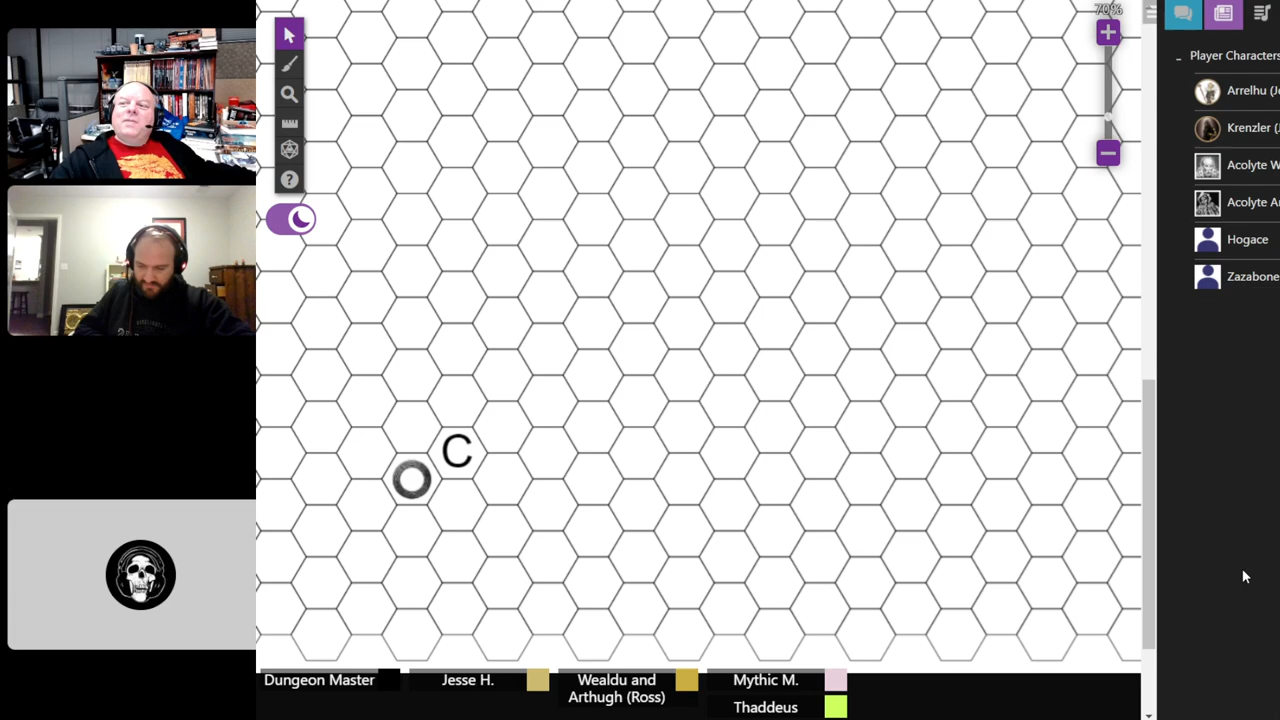 70%
Player Characters
Arrelhu (J
Krenzler (
Acolyte W
Acolyte A
Hogace
Zazabone
C
Dungeon Master
Jesse H.
Wealdu and
Arthugh (Ross)
Mythic M.
Thaddeus